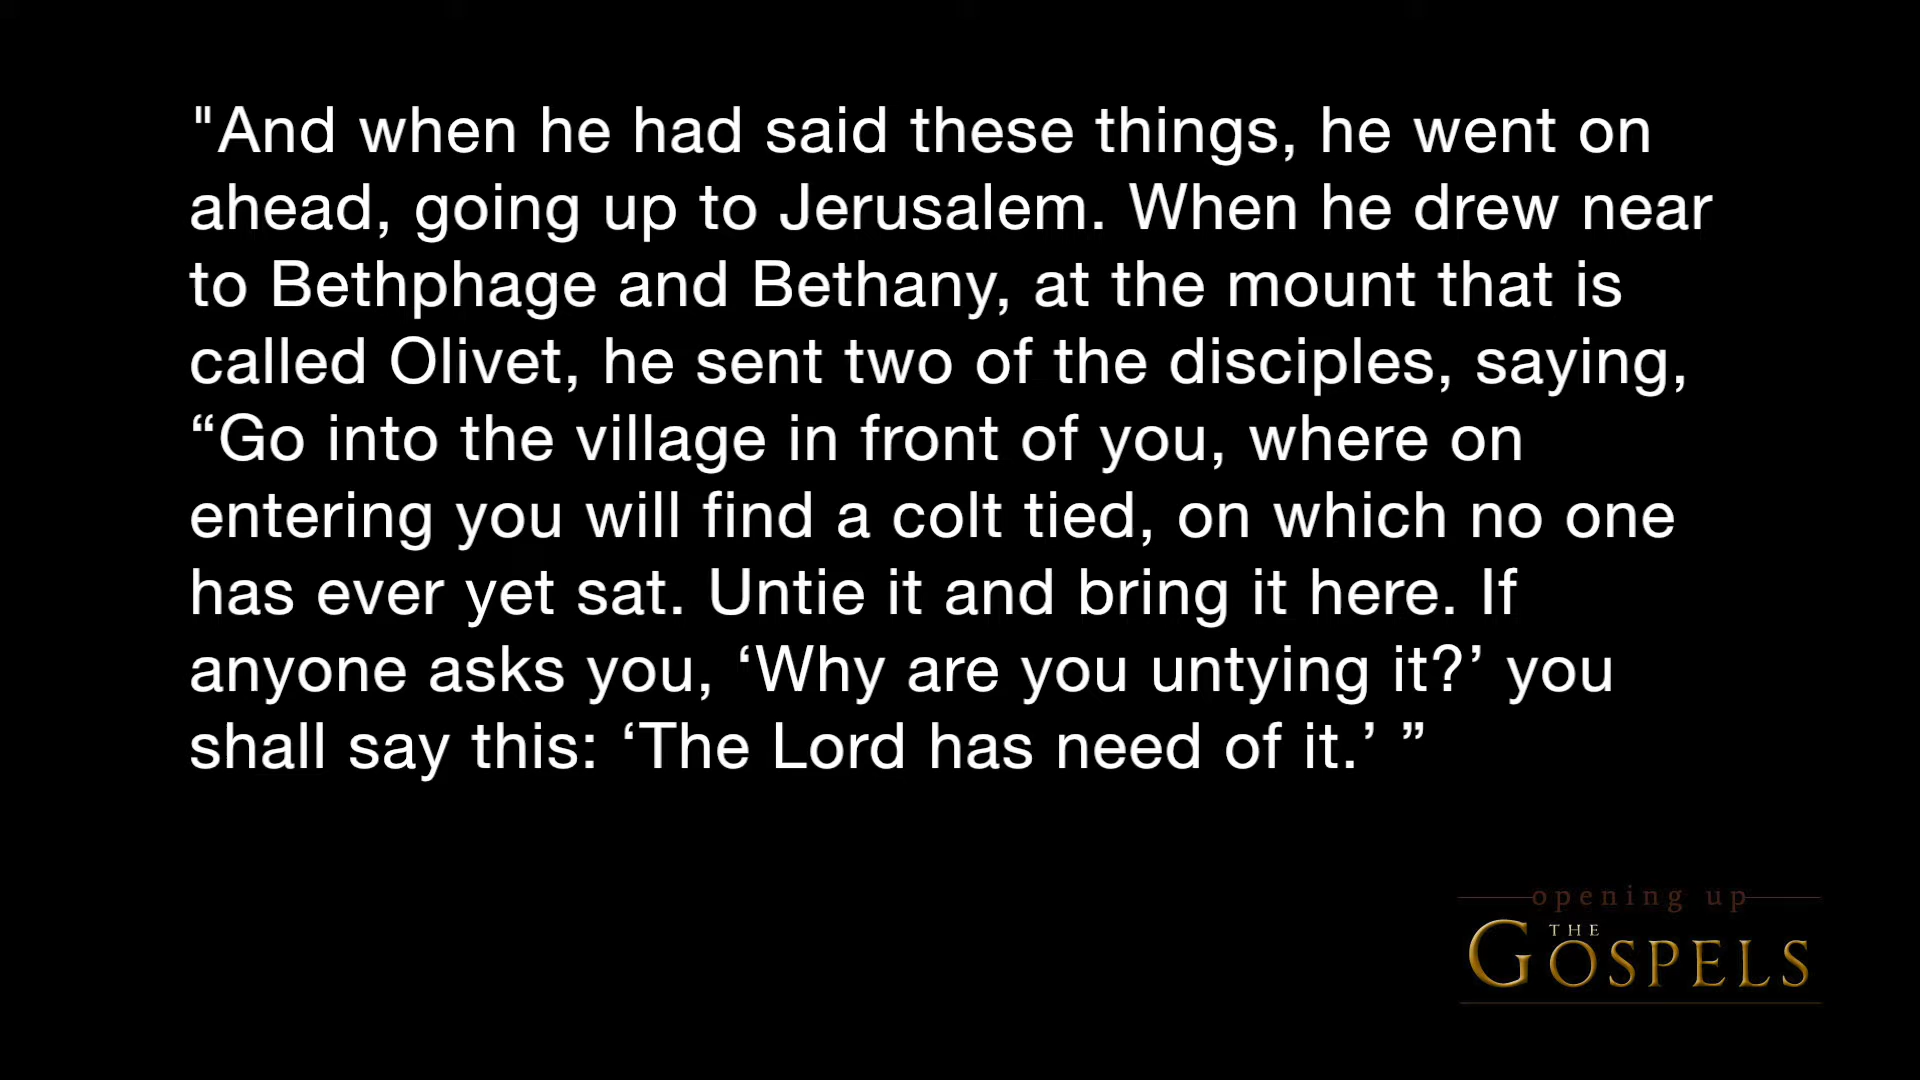 "And when he had said these things, he went on
ahead, going up to Jerusalem. When he drew near
to Bethphage and Bethany, at the mount that is
called Olivet, he sent two of the disciples, saying,
“Go into the village in front of you, where on
entering you will find a colt tied, on which no one
has ever yet sat. Untie it and bring it here. If
anyone asks you, ‘Why are you untying it?’ you
shall say this: ‘The Lord has need of it.’ ”
opening up
THE
GOSPELS